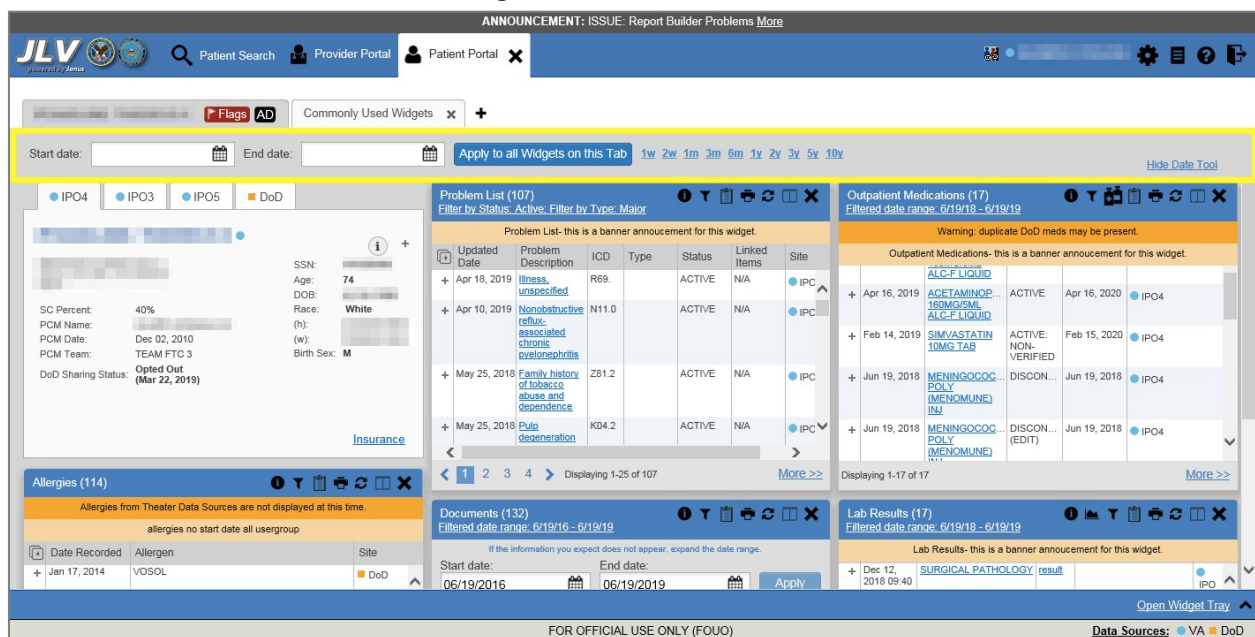 ANNOUNCEMENT: ISSUE: Report Builder Problems More
JLV
powered by Janus
Patient Search
Provider Portal
Patient Portal
Flags AD
Commonly Used Widgets
Start date:
End date:
Apply to all Widgets on this Tab
1w 2w 1m 3m 6m 1y 2y 3y 5y 10y
Hide Date Tool
IPO4 IPO3 IPO5 DoD
SSN:
Age: 74
DOB:
Race: White
(h):
(w):
Birth Sex: M
SC Percent: 40%
PCM Name:
PCM Date: Dec 02, 2010
PCM Team: TEAM FTC 3
DoD Sharing Status: Opted Out
(Mar 22, 2019)
Insurance
Allergies (114)
Allergies from Theater Data Sources are not displayed at this time.
allergies no start date all usergroup
Date Recorded Allergen Site
Jan 17, 2014 VOSOL DoD
Problem List (107)
Filter by Status: Active; Filter by Type: Major
Problem List- this is a banner annoucement for this widget.
Updated Date Problem Description ICD Type Status Linked Items Site
Apr 18, 2019 Illness, unspecified R69. ACTIVE N/A IPO
Apr 10, 2019 Nonobstructive reflux-associated chronic pyelonephritis N11.0 ACTIVE N/A IPO
May 25, 2018 Family history of tobacco abuse and dependence Z81.2 ACTIVE N/A IPO
May 25, 2018 Pulp degeneration K04.2 ACTIVE N/A IPO
1 2 3 4 Displaying 1-25 of 107 More >>
Documents (132)
Filtered date range: 6/19/16 - 6/19/19
If the information you expect does not appear, expand the date range.
Start date: End date:
06/19/2016 06/19/2019 Apply
Outpatient Medications (17)
Filtered date range: 6/19/18 - 6/19/19
Warning: duplicate DoD meds may be present.
Outpatient Medications- this is a banner annoucement for this widget.
ALC-F LIQUID
Apr 16, 2019 ACETAMINOP... 160MG/5ML ALC-F LIQUID ACTIVE Apr 16, 2020 IPO4
Feb 14, 2019 SIMVASTATIN 10MG TAB ACTIVE: NON-VERIFIED Feb 15, 2020 IPO4
Jun 19, 2018 MENINGOCOC... POLY (MENOMUNE) INJ DISCON... Jun 19, 2018 IPO4
Jun 19, 2018 MENINGOCOC... POLY (MENOMUNE) DISCON... (EDIT) Jun 19, 2018 IPO4
Displaying 1-17 of 17 More >>
Lab Results (17)
Filtered date range: 6/19/18 - 6/19/19
Lab Results- this is a banner annoucement for this widget.
Dec 12, 2018 09:40 SURGICAL PATHOLOGY result IPO
Open Widget Tray
FOR OFFICIAL USE ONLY (FOUO)
Data Sources: VA DoD